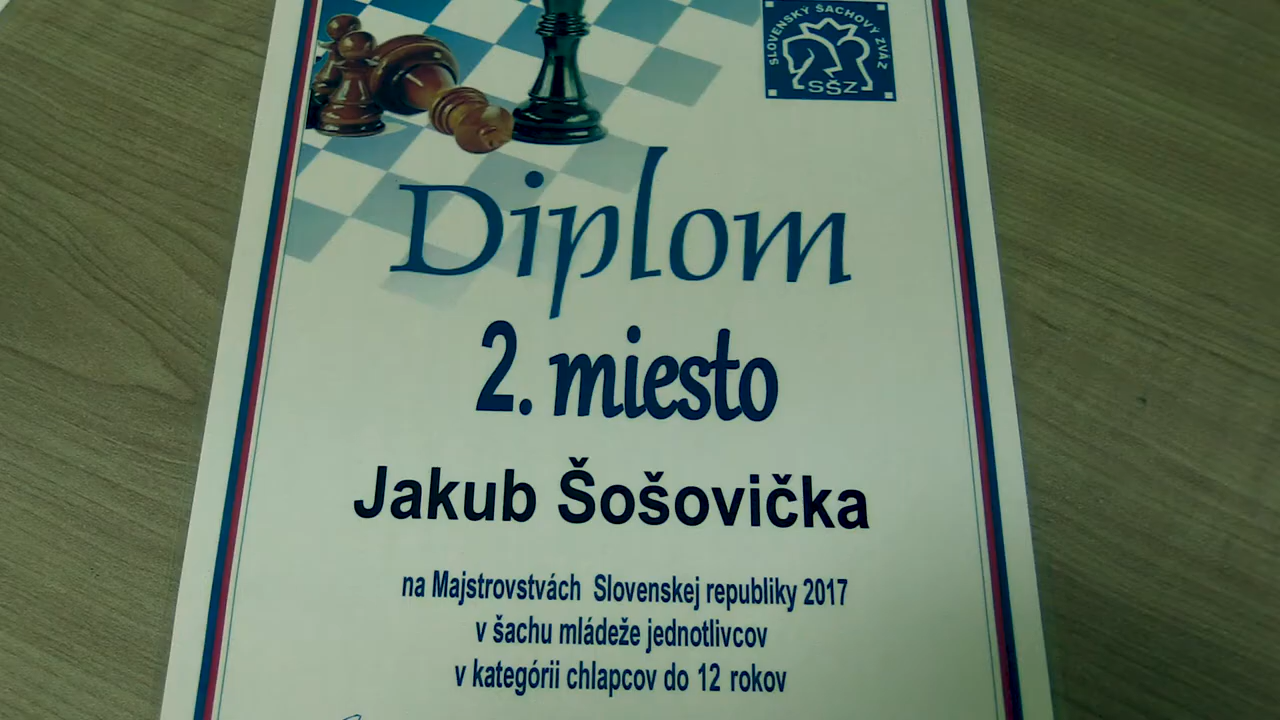 SLOVENSKÝ ŠACHOVÝ ZVÄZ
SŠZ
Diplom
2. miesto
Jakub Šošovička
na Majstrovstvách Slovenskej republiky 2017
v šachu mládeže jednotlivcov
v kategórii chlapcov do 12 rokov